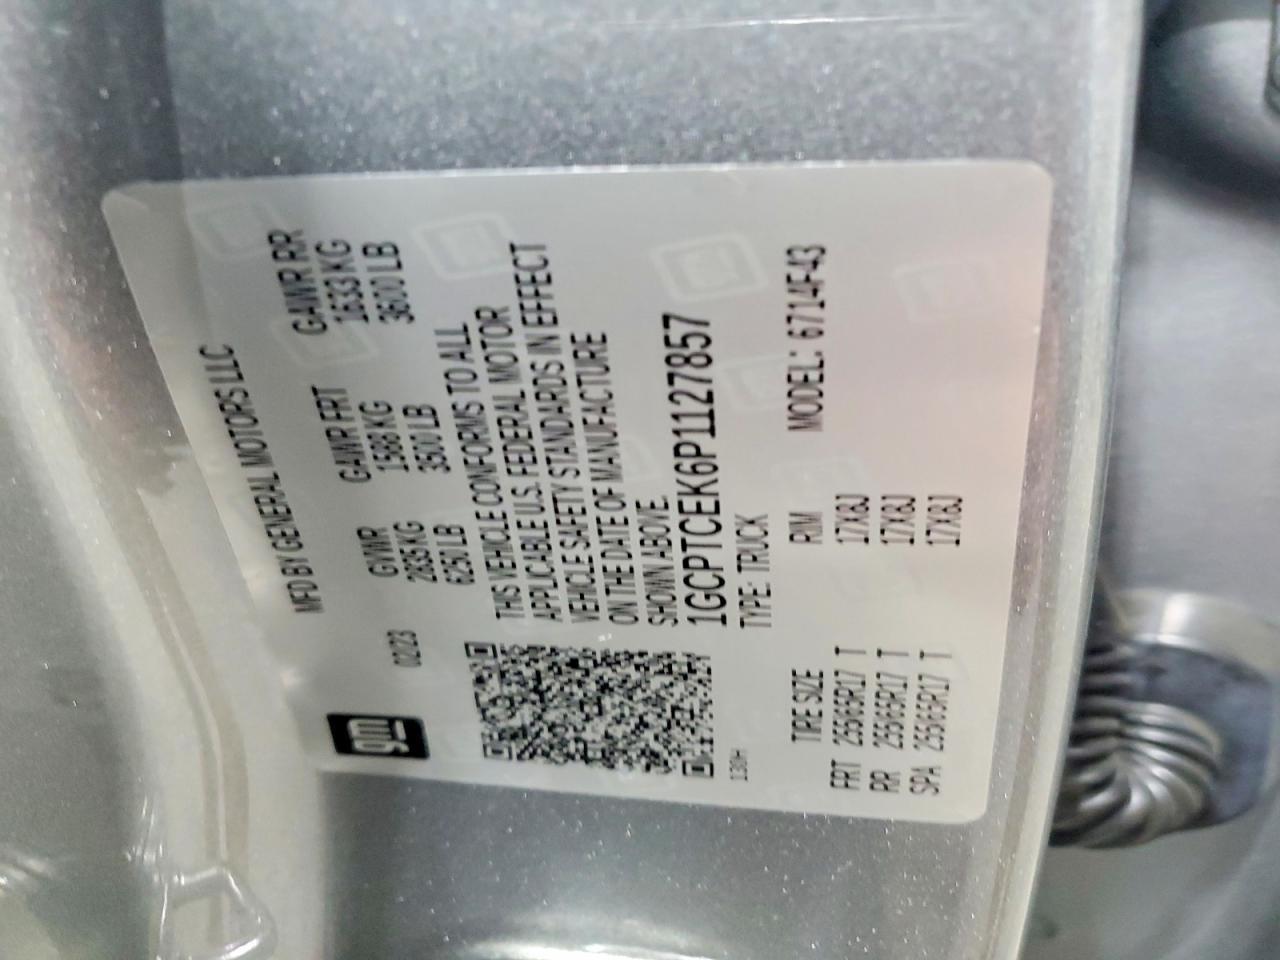 gm
MFD BY GENERAL MOTORS LLC
02/23 GVWR GAWR FRT GAWR RR
2835 KG 1588 KG 1633 KG
6250 LB 3500 LB 3600 LB
THIS VEHICLE CONFORMS TO ALL
APPLICABLE U.S. FEDERAL MOTOR
VEHICLE SAFETY STANDARDS IN EFFECT
ON THE DATE OF MANUFACTURE
SHOWN ABOVE.
1GCPTCEK6P1127857
TYPE: TRUCK
130H
TIRE SIZE RIM MODEL: 6714F43
FRT 255/65R17 T 17X8J
RR 255/65R17 T 17X8J
SPA 255/65R17 T 17X8J